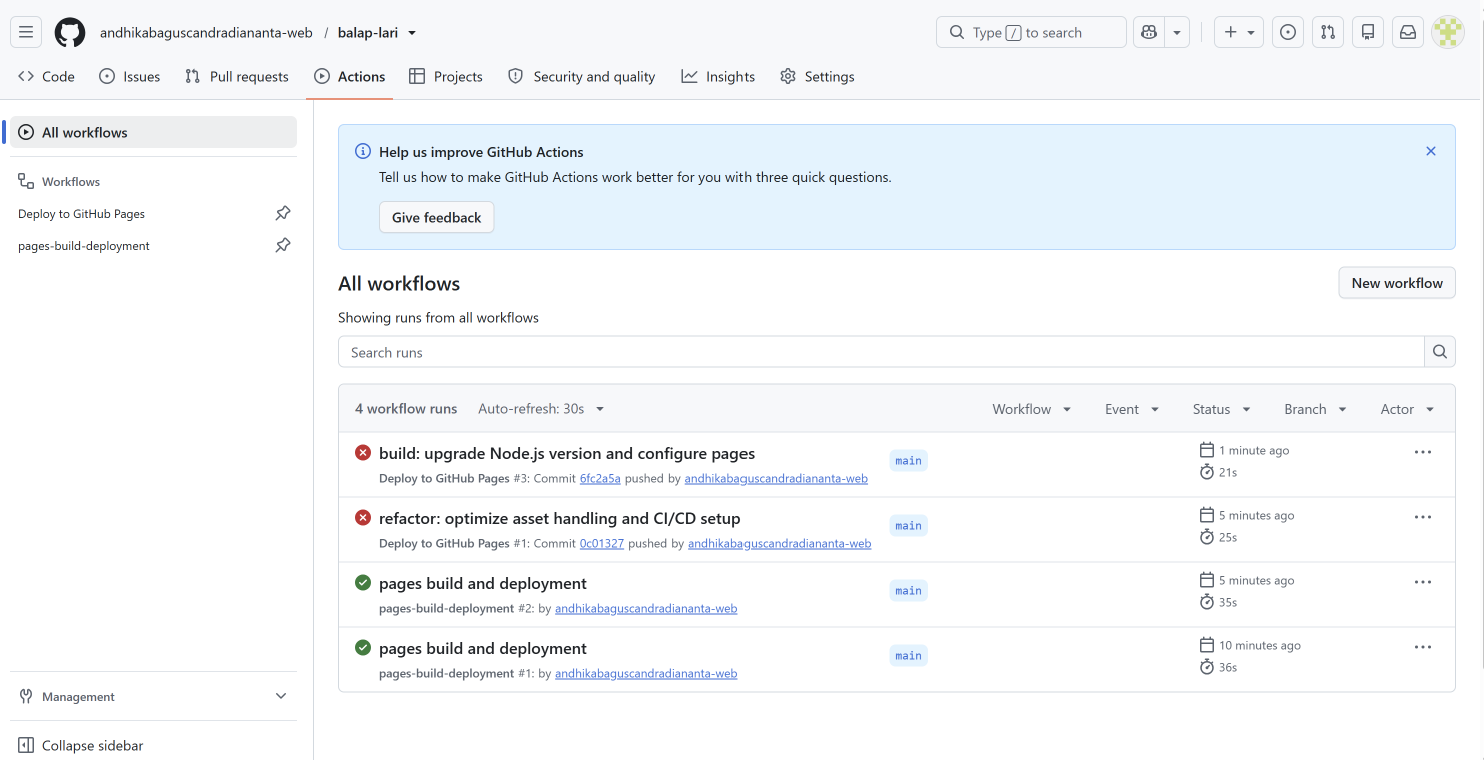 andhikabaguscandradiananta-web / balap-lari
Type / to search
Code Issues Pull requests Actions Projects Security and quality Insights Settings
All workflows
Workflows
Deploy to GitHub Pages
pages-build-deployment
Management
Collapse sidebar
Help us improve GitHub Actions
Tell us how to make GitHub Actions work better for you with three quick questions.
Give feedback
All workflows
New workflow
Showing runs from all workflows
Search runs
4 workflow runs Auto-refresh: 30s Workflow Event Status Branch Actor
build: upgrade Node.js version and configure pages main 1 minute ago
Deploy to GitHub Pages #3: Commit 6fc2a5a pushed by andhikabaguscandradiananta-web 21s
refactor: optimize asset handling and CI/CD setup main 5 minutes ago
Deploy to GitHub Pages #1: Commit 0c01327 pushed by andhikabaguscandradiananta-web 25s
pages build and deployment main 5 minutes ago
pages-build-deployment #2: by andhikabaguscandradiananta-web 35s
pages build and deployment main 10 minutes ago
pages-build-deployment #1: by andhikabaguscandradiananta-web 36s